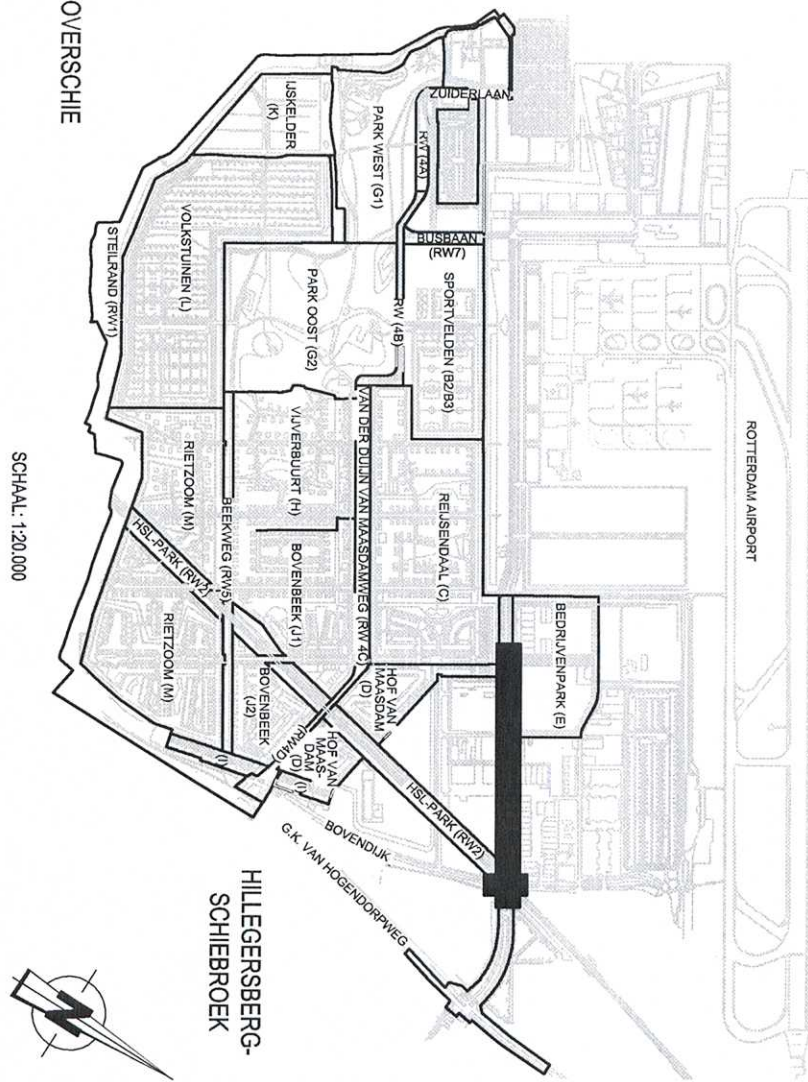 OVERSCHIE
IJSKELDER
(K)
PARK WEST (G1)
RW (4A)
ZUIDERLAAN
BUSBAAN
(RW7)
VOLKSTUINEN (L)
STEILRAND (RW1)
PARK OOST (G2)
RW (4B)
SPORTVELDEN (B2/B3)
ROTTERDAM AIRPORT
RIETZOOM (M)
BEEKWEG (RW5)
VIJVERBUURT (H)
VAN DER DUIJN VAN MAASDAMWEG (RW 4C)
REIJSENDAAL (C)
HSL-PARK (RW2)
BOVENBEEK (J1)
BEDRIJVENPARK (E)
RIETZOOM (M)
BOVENBEEK
(J2)
HOF VAN
MAASDAM
(D)
(RW4D)
HOF VAN
MAAS-
DAM
(D)
(I)
(I)
HSL-PARK (RW2)
BOVENDIJK
G.K. VAN HOGENDORPWEG
HILLEGERSBERG-
SCHIEBROEK
SCHAAL: 1:20.000
N